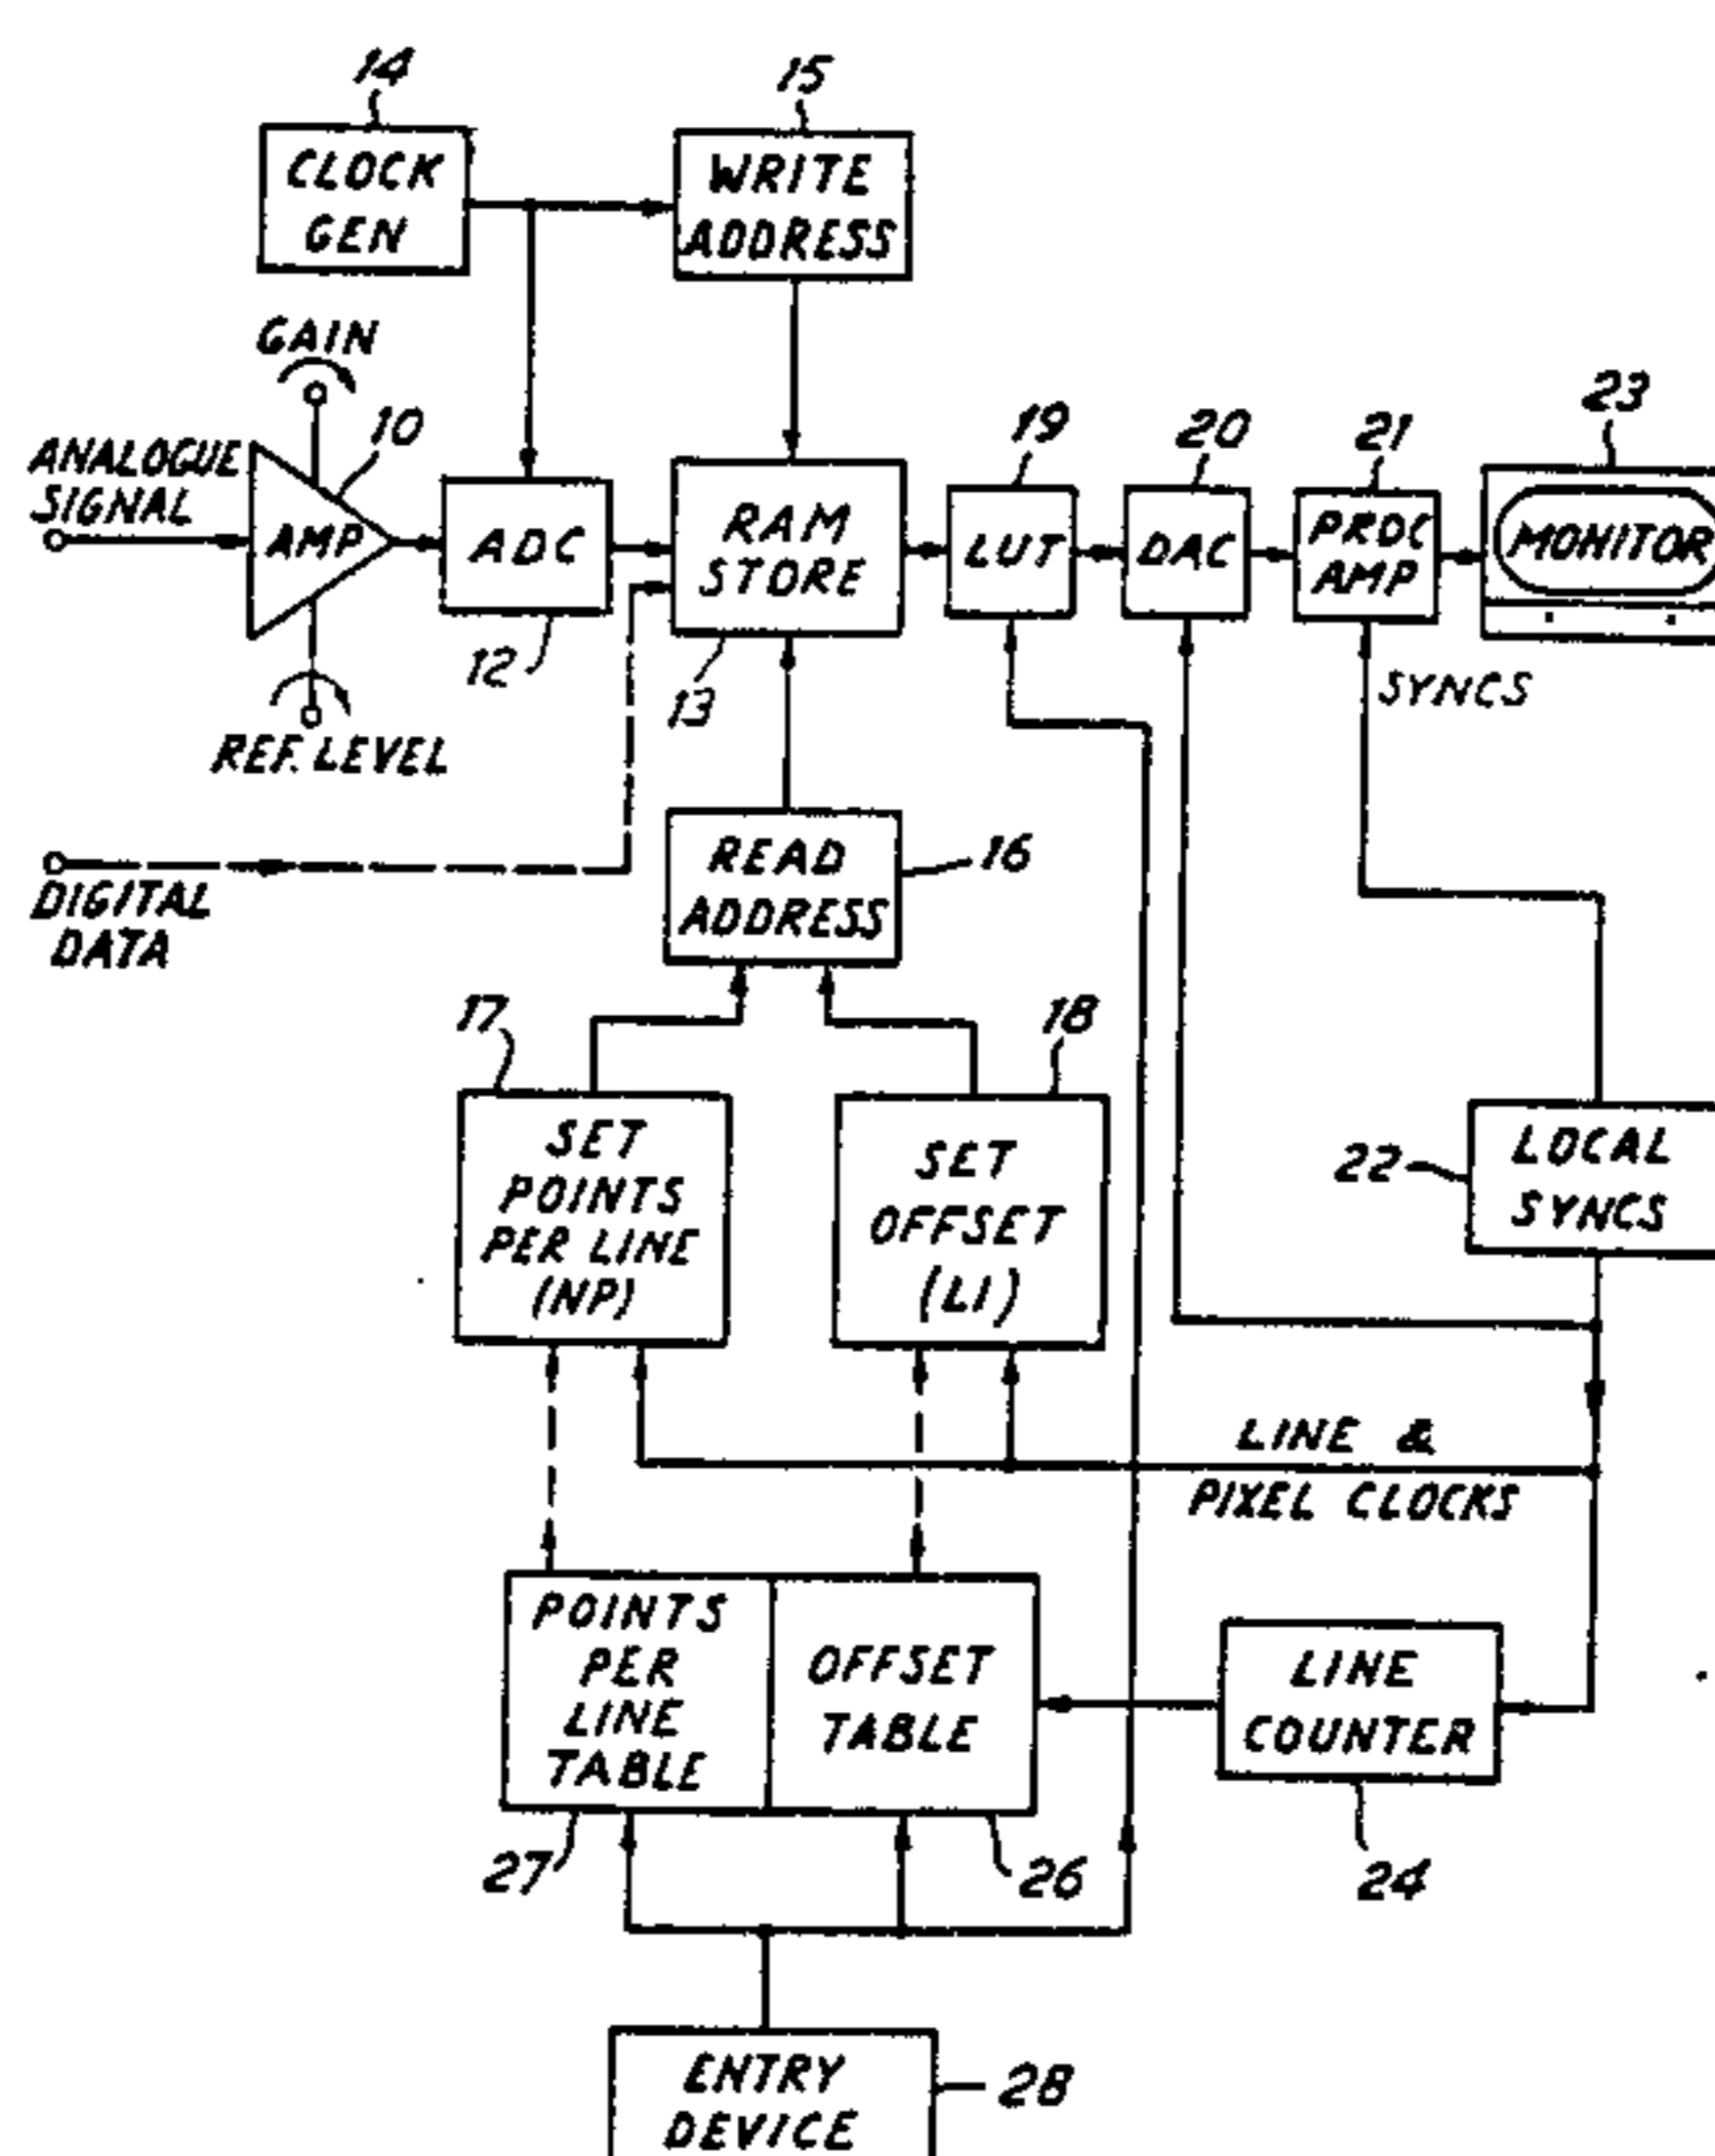 14
15
CLOCK
GEN
WRITE
ADDRESS
GAIN
10
ANALOGUE
SIGNAL
AMP
REF. LEVEL
ADC
12
RAM
STORE
13
19
LUT
20
DAC
21
PROC
AMP
23
MONITOR
SYNCS
DIGITAL
DATA
READ
ADDRESS
16
17
SET
POINTS
PER LINE
(NP)
18
SET
OFFSET
(LI)
22
LOCAL
SYNCS
LINE &
PIXEL CLOCKS
POINTS
PER
LINE
TABLE
27
OFFSET
TABLE
26
LINE
COUNTER
24
ENTRY
DEVICE
28